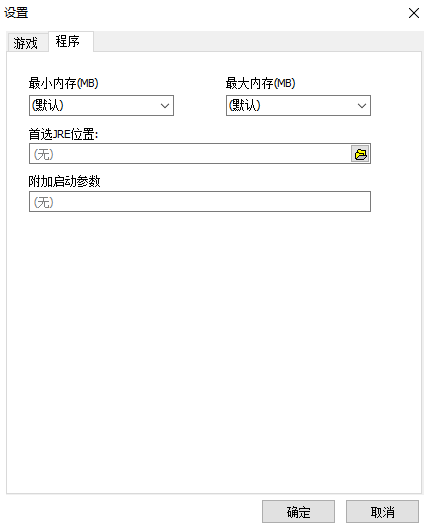 设置
游戏 程序
最小内存(MB) 最大内存(MB)
(默认) (默认)
首选JRE位置:
(无)
附加启动参数
(无)
确定 取消